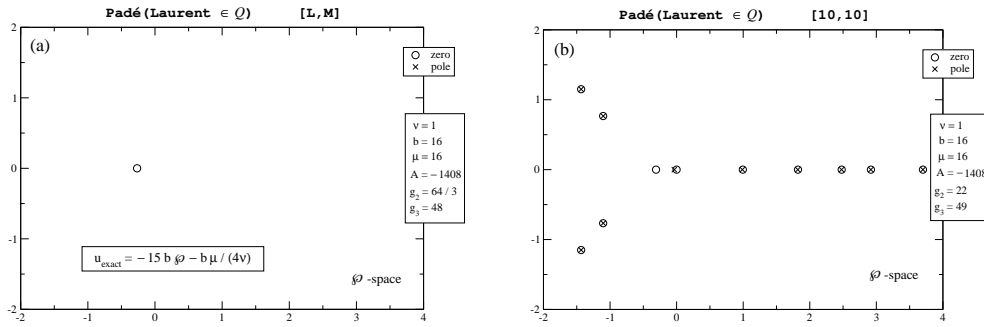 Padé(Laurent ∈ Q) [L,M]
(a)
zero
pole
ν = 1
b = 16
μ = 16
A = −1408
g₂ = 64 / 3
g₃ = 48
u_exact = −15 b ℘ − b μ / (4ν)
℘ -space
2
1
0
-1
-2
-2 -1 0 1 2 3 4
Padé(Laurent ∈ Q) [10,10]
(b)
zero
pole
ν = 1
b = 16
μ = 16
A = −1408
g₂ = 22
g₃ = 49
℘ -space
2
1
0
-1
-2
-2 -1 0 1 2 3 4